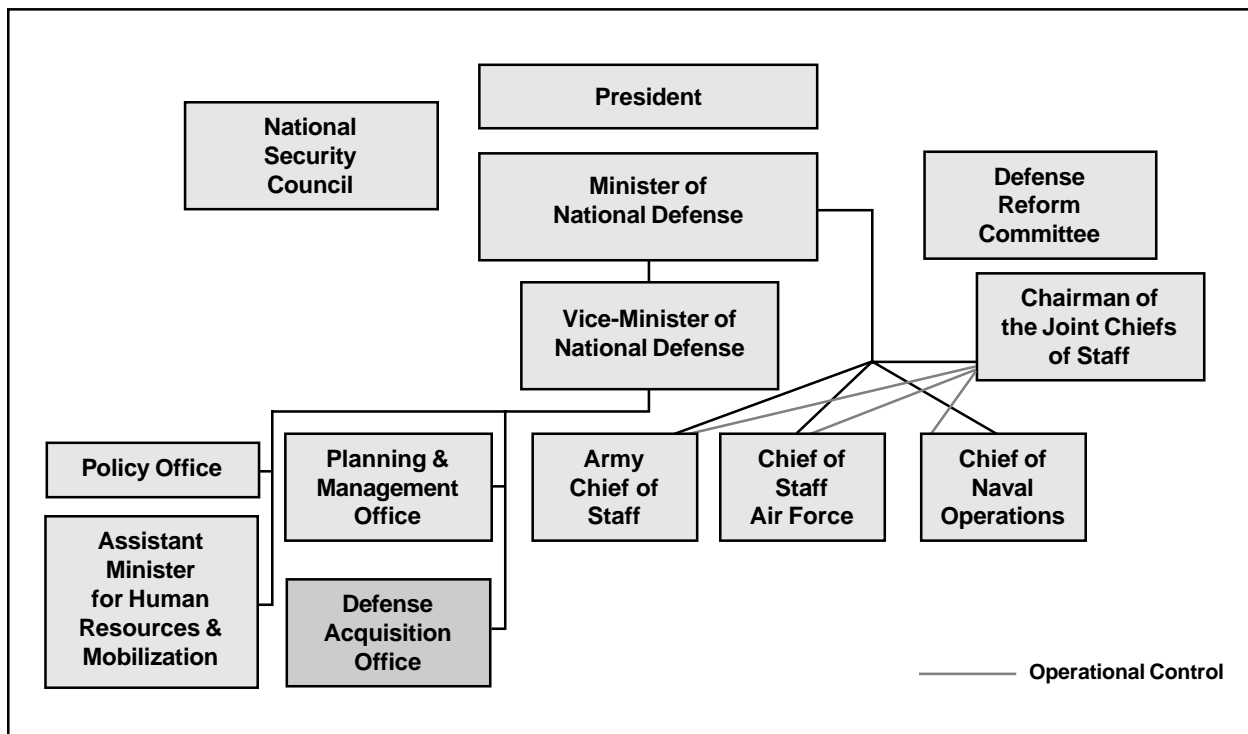 President
National
Security
Council
Minister of
National Defense
Defense
Reform
Committee
Vice-Minister of
National Defense
Chairman of
the Joint Chiefs
of Staff
Policy Office
Planning &
Management
Office
Army
Chief of
Staff
Chief of
Staff
Air Force
Chief of
Naval
Operations
Assistant
Minister
for Human
Resources &
Mobilization
Defense
Acquisition
Office
Operational Control